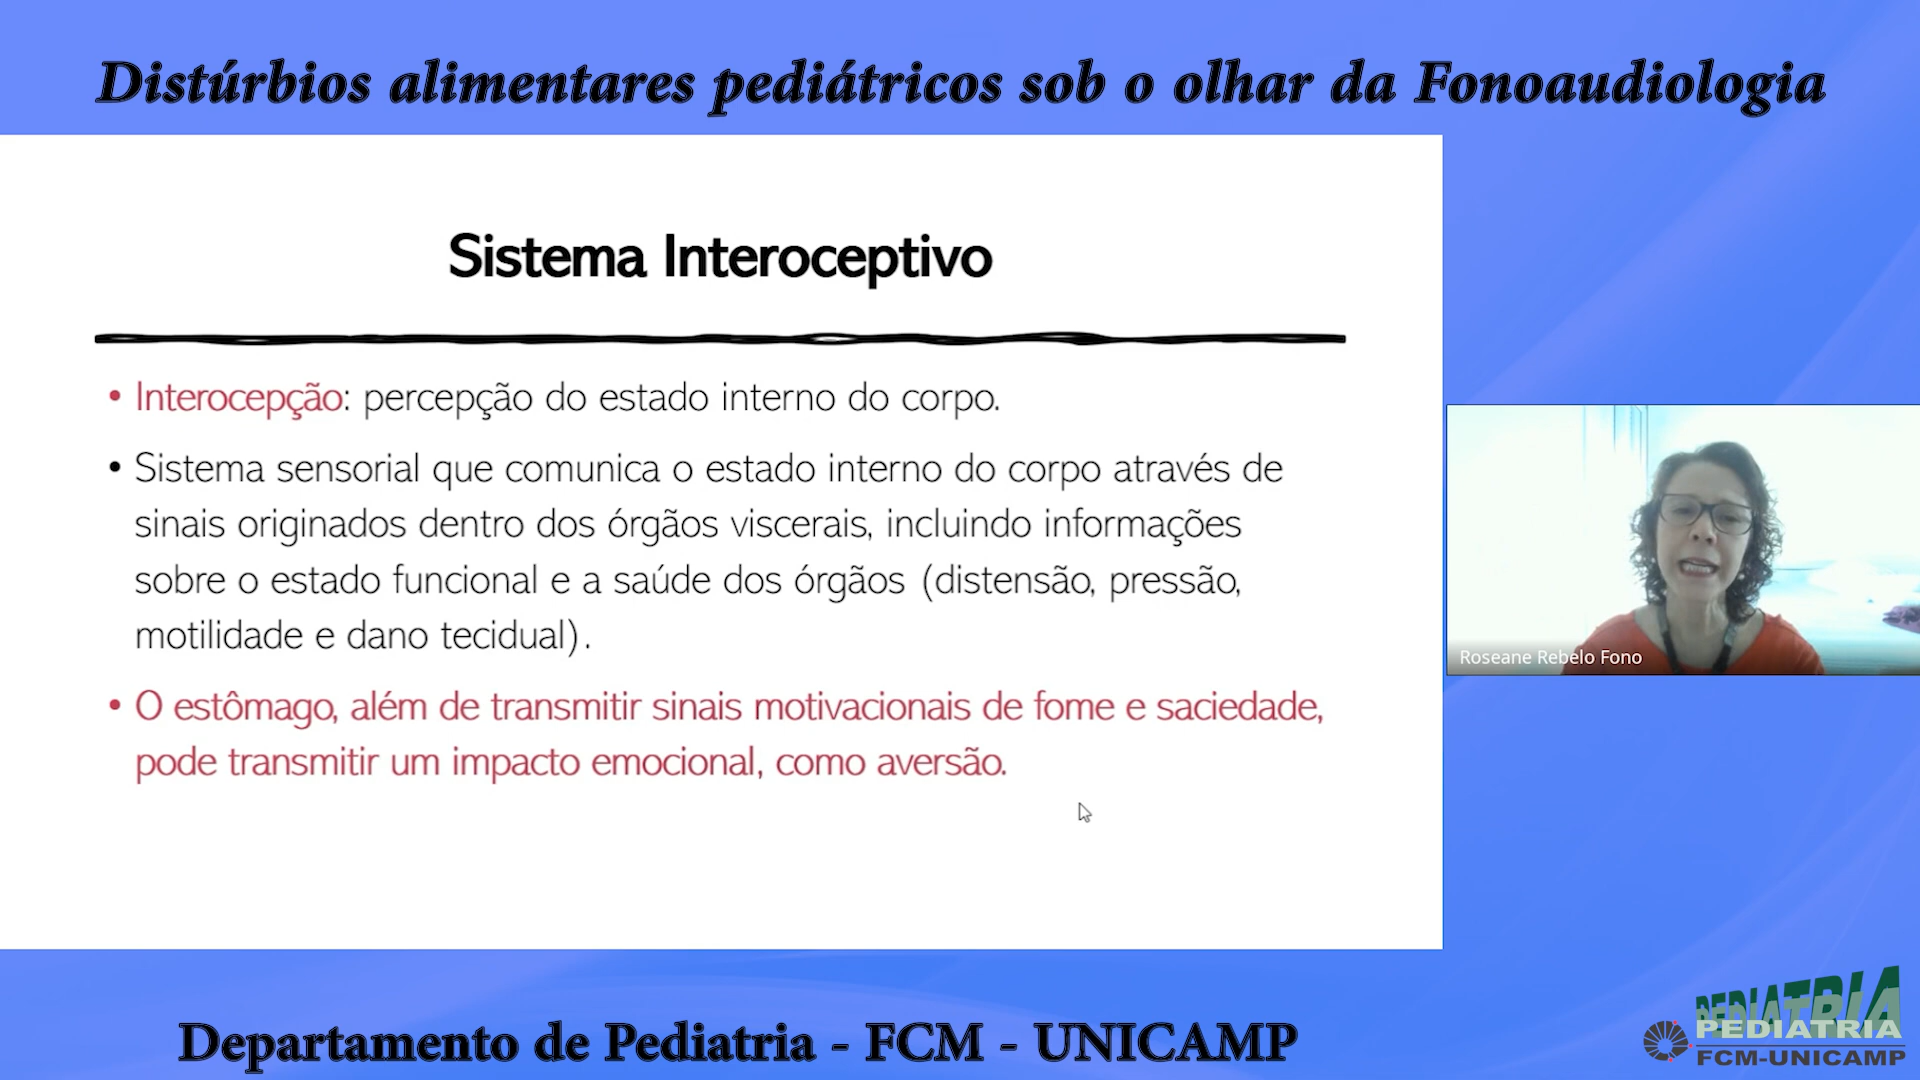 Distúrbios alimentares pediátricos sob o olhar da Fonoaudiologia
Sistema Interoceptivo
• Interocepção: percepção do estado interno do corpo.
• Sistema sensorial que comunica o estado interno do corpo através de
sinais originados dentro dos órgãos viscerais, incluindo informações
sobre o estado funcional e a saúde dos órgãos (distensão, pressão,
motilidade e dano tecidual).
• O estômago, além de transmitir sinais motivacionais de fome e saciedade,
pode transmitir um impacto emocional, como aversão.
Roseane Rebelo Fono
Departamento de Pediatria - FCM - UNICAMP
PEDIATRIA
PEDIATRIA
FCM-UNICAMP